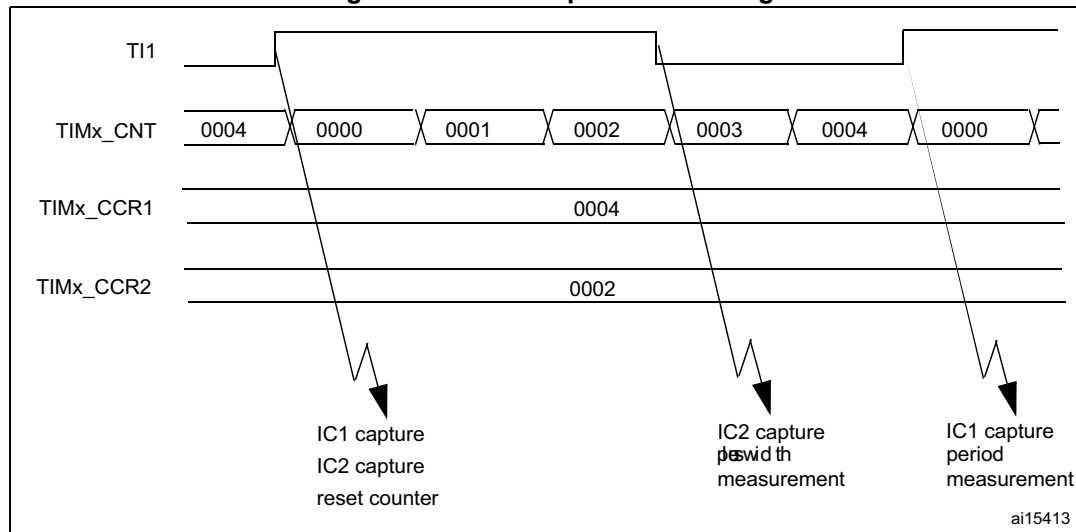 TI1
TIMx_CNT 0004 0000 0001 0002 0003 0004 0000
TIMx_CCR1 0004
TIMx_CCR2 0002
IC1 capture
IC2 capture
reset counter
IC2 capture
measurement
IC1 capture
period
measurement
ai15413